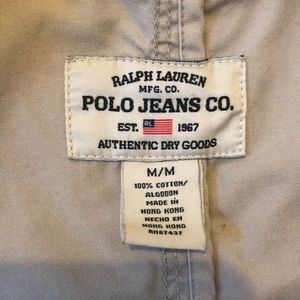 RALPH LAUREN
MFG. CO.
POLO JEANS CO.
EST. RL 1967
AUTHENTIC DRY GOODS
M/M
100% COTTON/
ALGODON
MADE IN
HONG KONG
HECHO EN
HONG KONG
RN87437